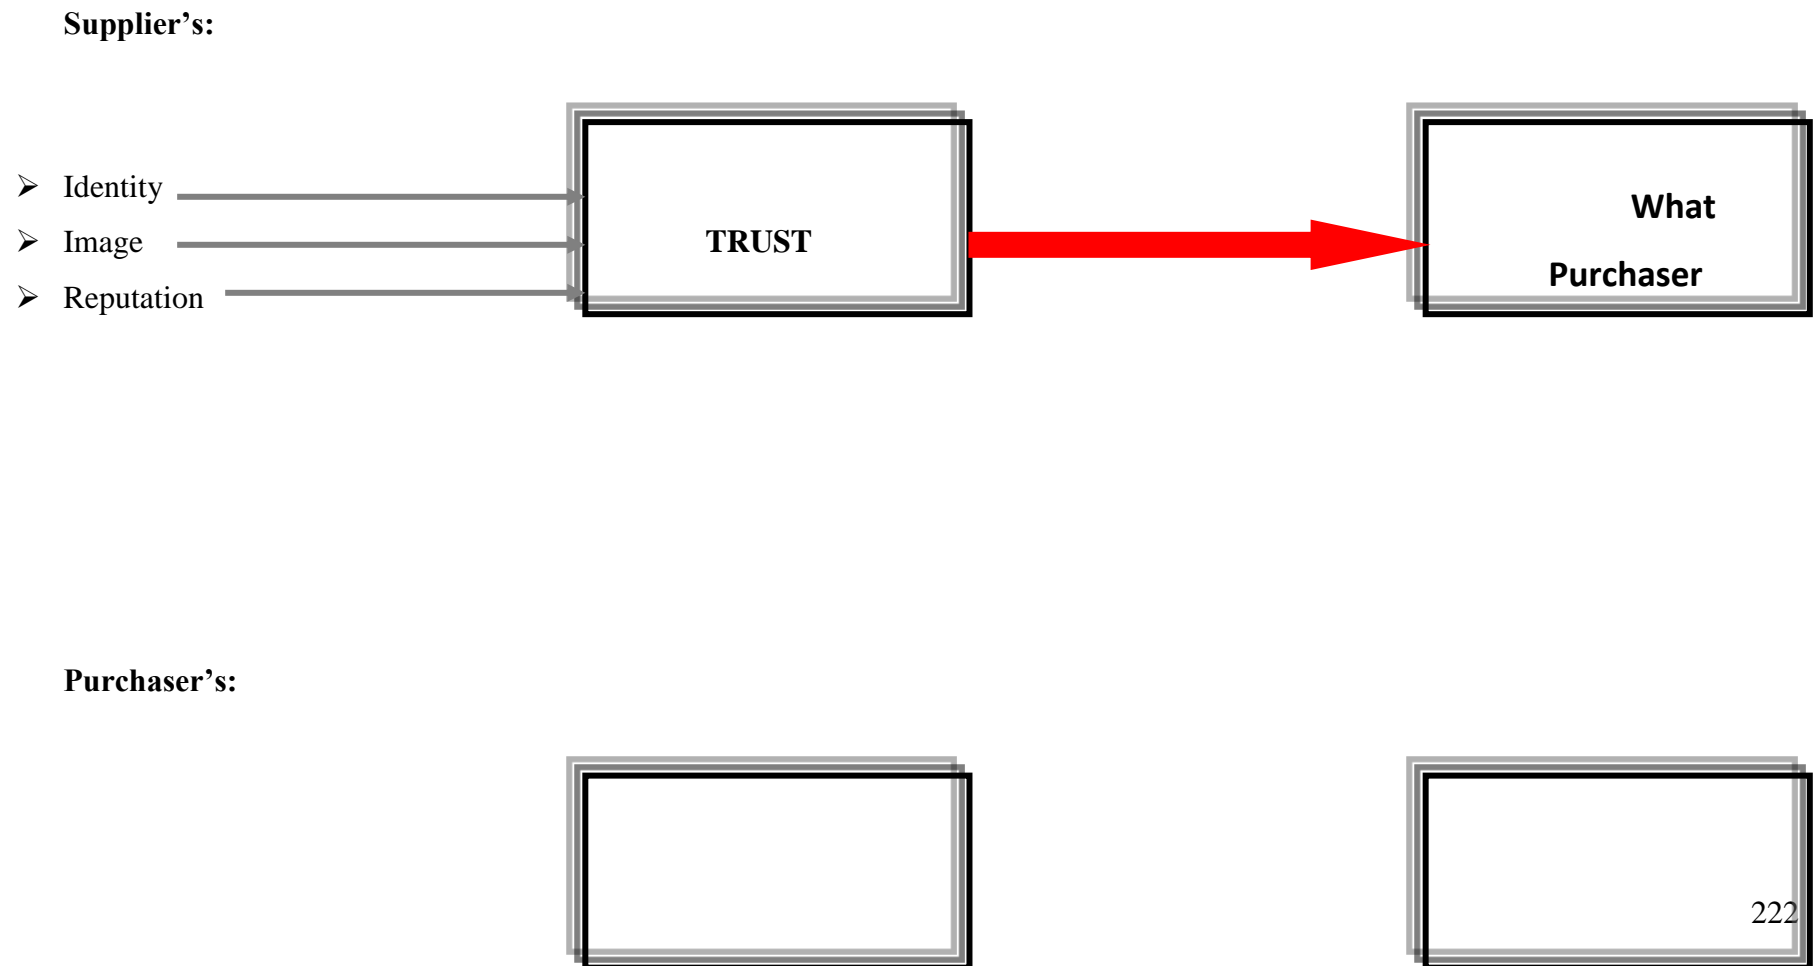 Supplier’s:
➢ Identity
➢ Image
➢ Reputation
TRUST
What
Purchaser
Purchaser’s:
222